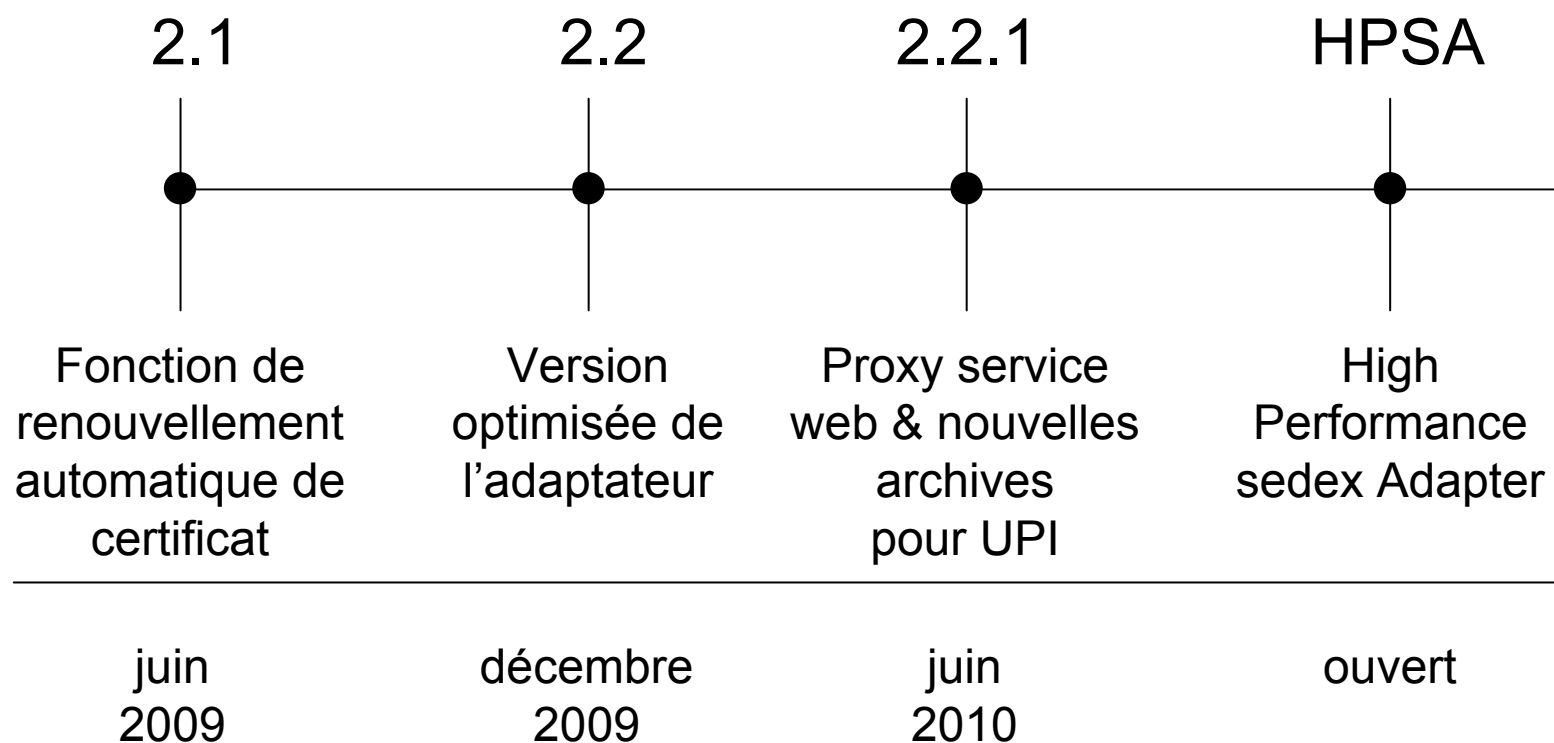 2.1
2.2
2.2.1
HPSA
Fonction de
renouvellement
automatique de
certificat
Version
optimisée de
l’adaptateur
Proxy service
web & nouvelles
archives
pour UPI
High
Performance
sedex Adapter
juin
2009
décembre
2009
juin
2010
ouvert